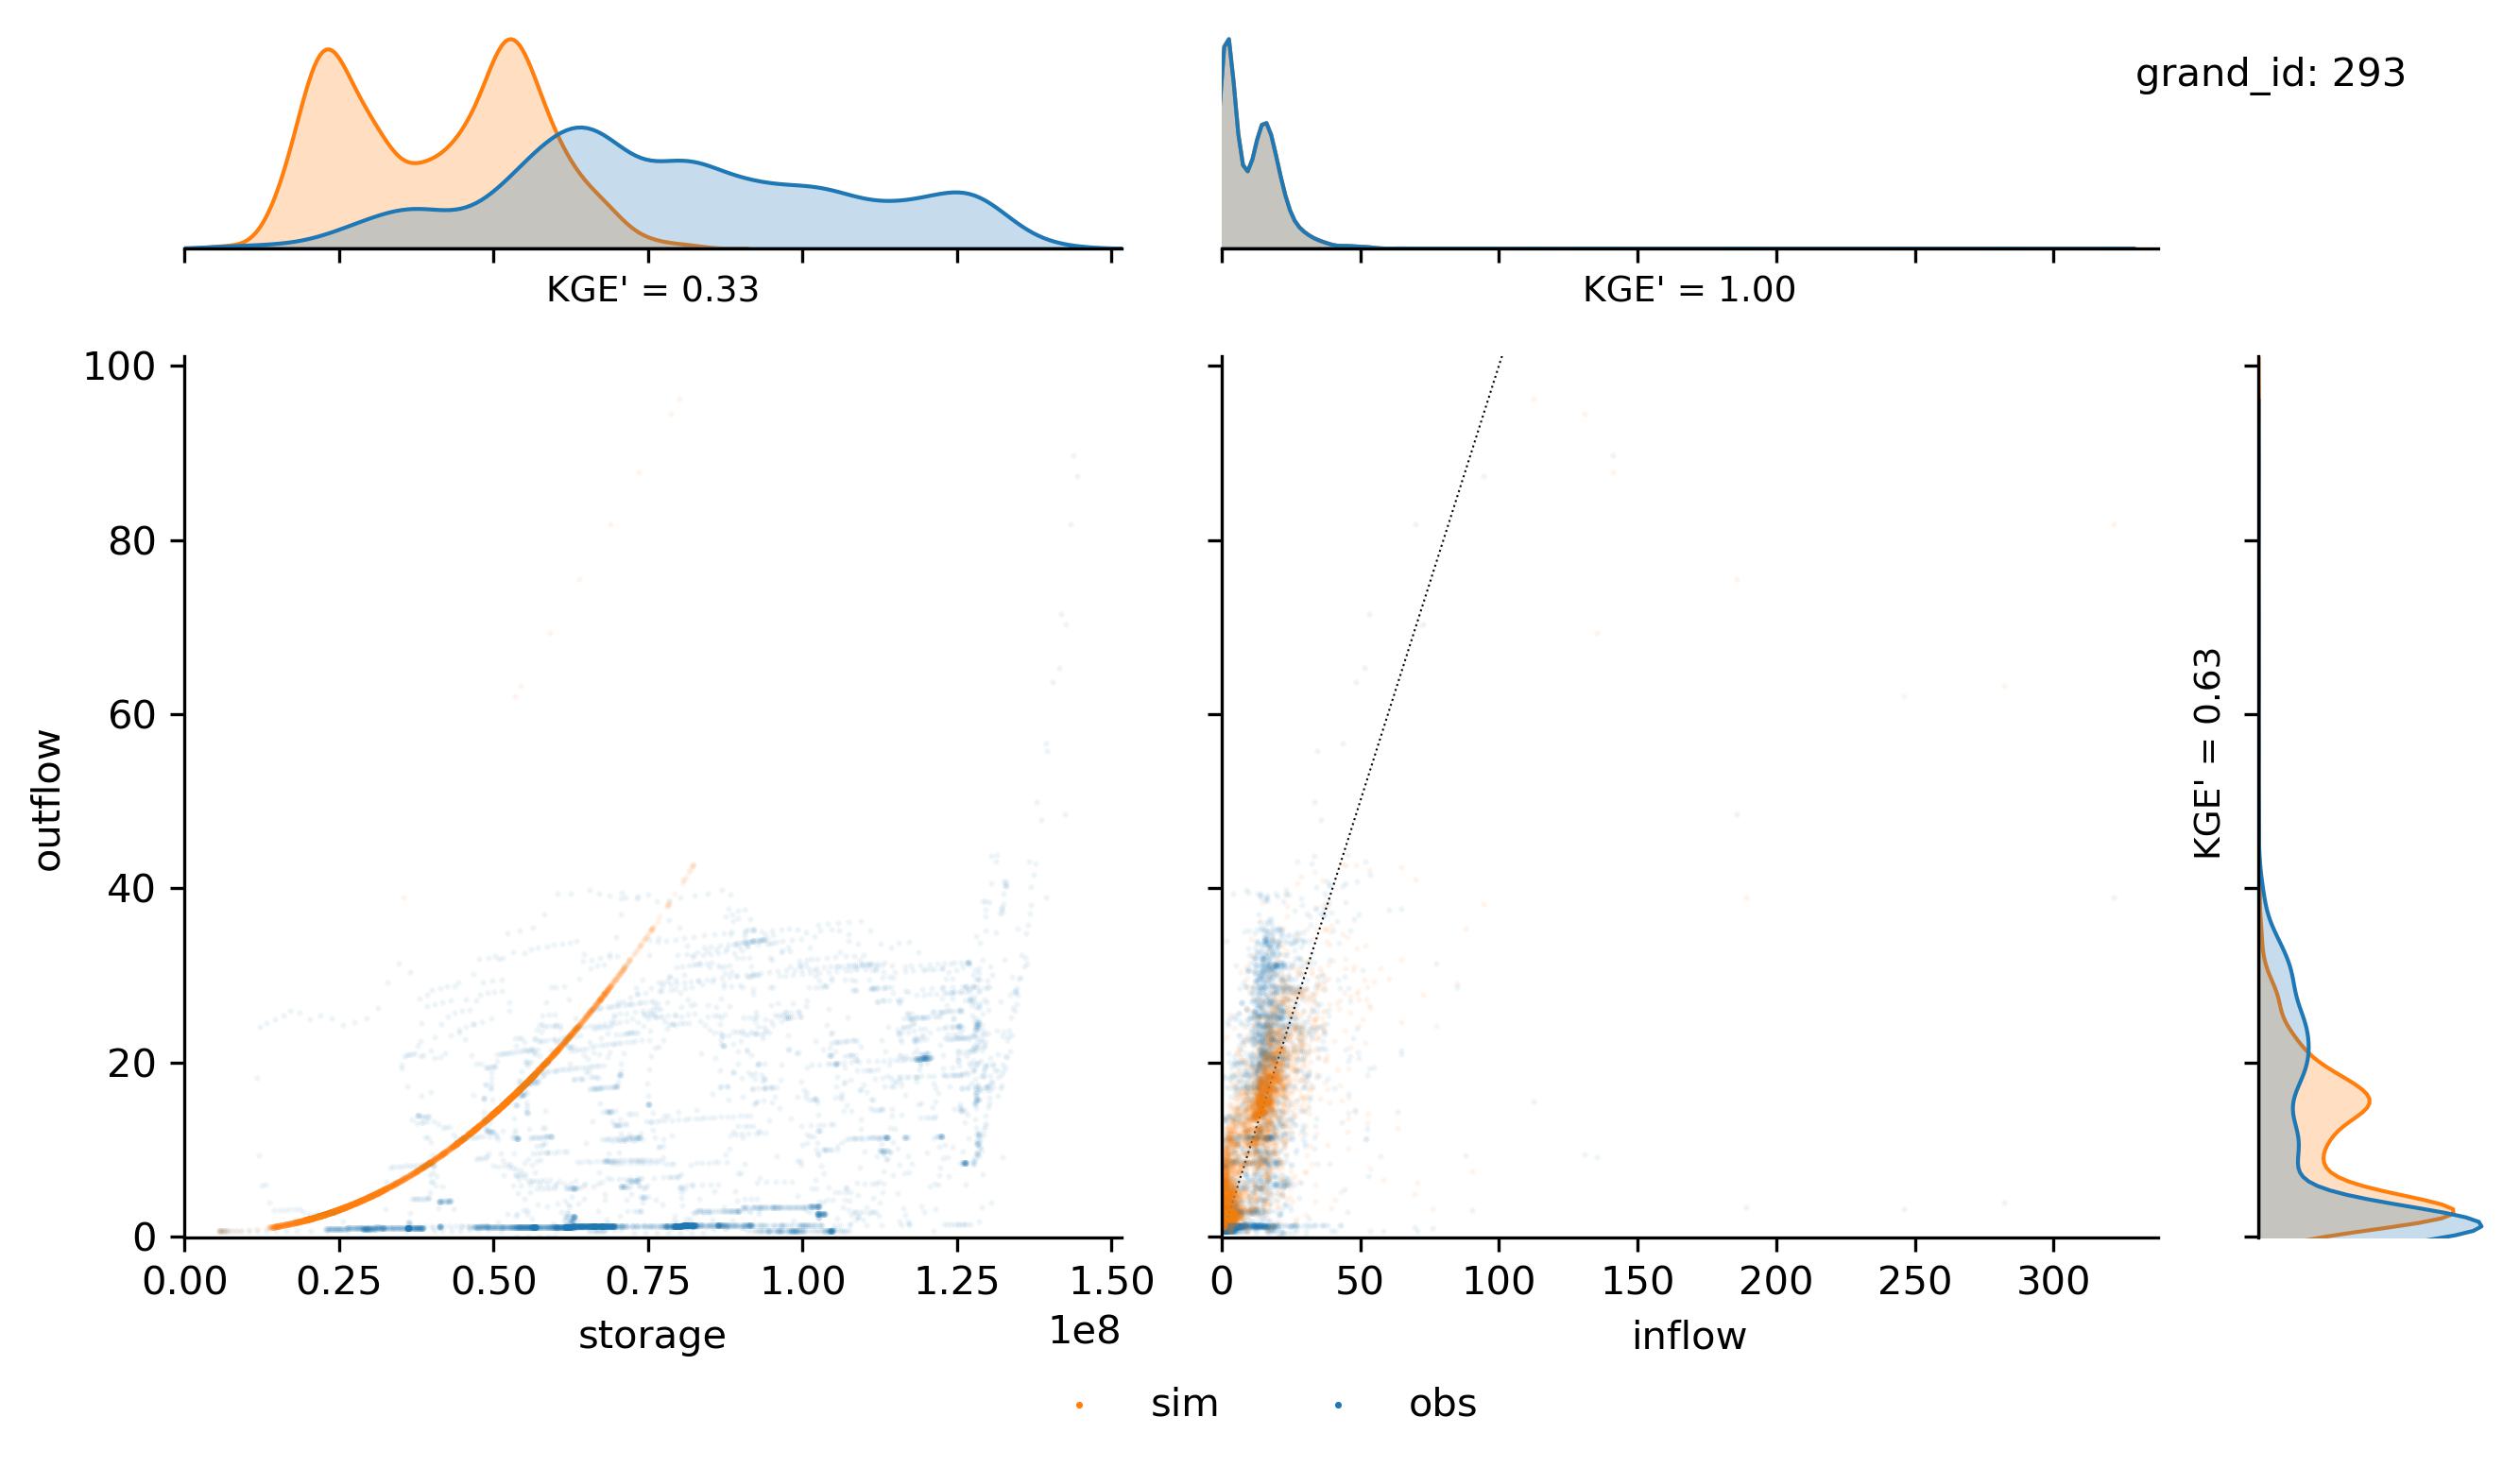 grand_id: 293
KGE' = 0.33
KGE' = 1.00
100
80
60
40
20
0
outflow
KGE' = 0.63
0.00 0.25 0.50 0.75 1.00 1.25 1.50
0 50 100 150 200 250 300
1e8
storage
inflow
sim obs